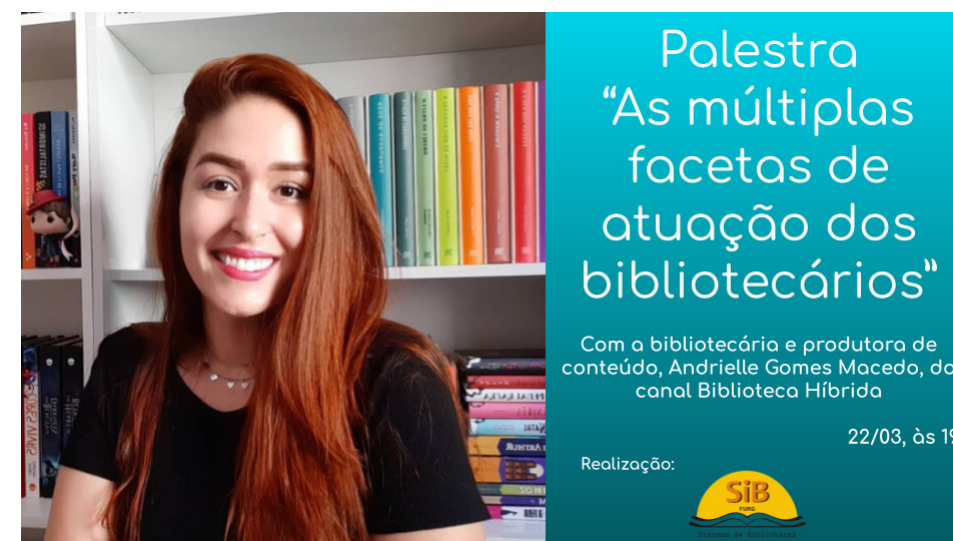 Palestra
“As múltiplas
facetas de
atuação dos
bibliotecários”
Com a bibliotecária e produtora de
conteúdo, Andrielle Gomes Macedo, do
canal Biblioteca Híbrida
22/03, às 19
Realização:
SiB
FURG
Sistema de Bibliotecas